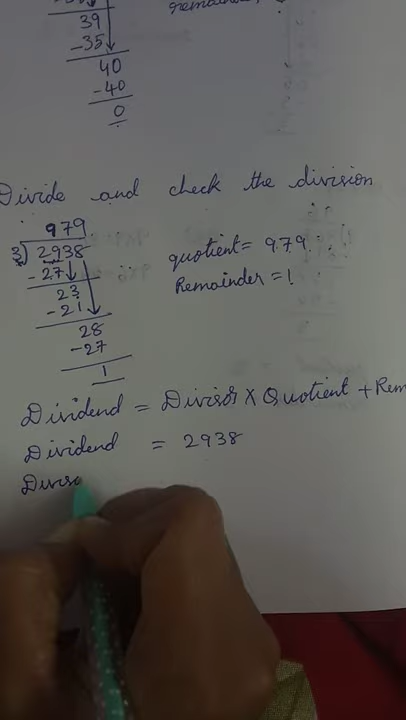 39
-35
40
-40
0
Divide and check the division
979
3)2938
-27
23
-21
28
-27
1
quotient = 979
Remainder = 1
Dividend = Divisor X Quotient + Rem
Dividend = 2938
Diviso